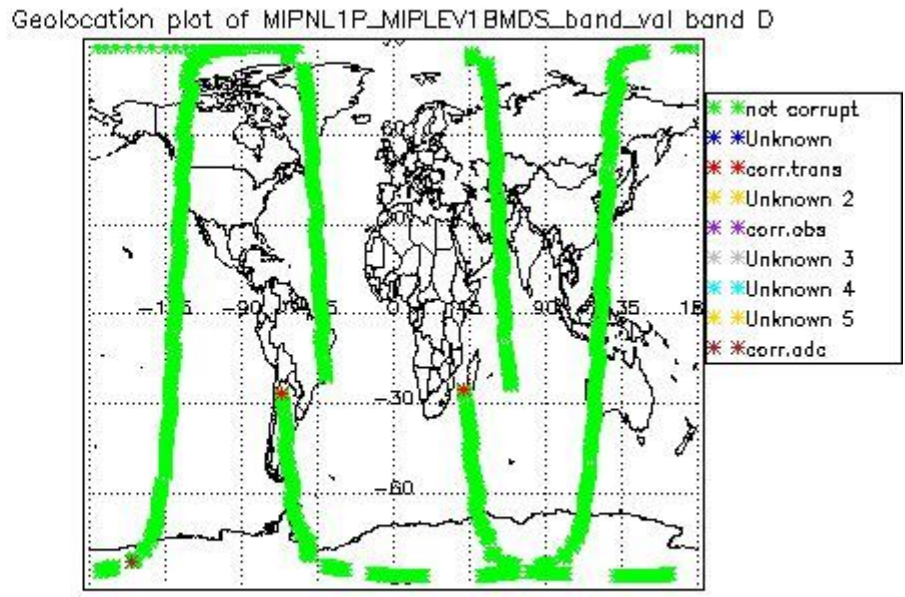 Geolocation plot of MIPNL1P_MIPLEV1BMDS_band_val band D
not corrupt
Unknown
corr.trans
Unknown 2
corr.obs
Unknown 3
Unknown 4
Unknown 5
corr.adc
60
-90
0
90
-30
-60